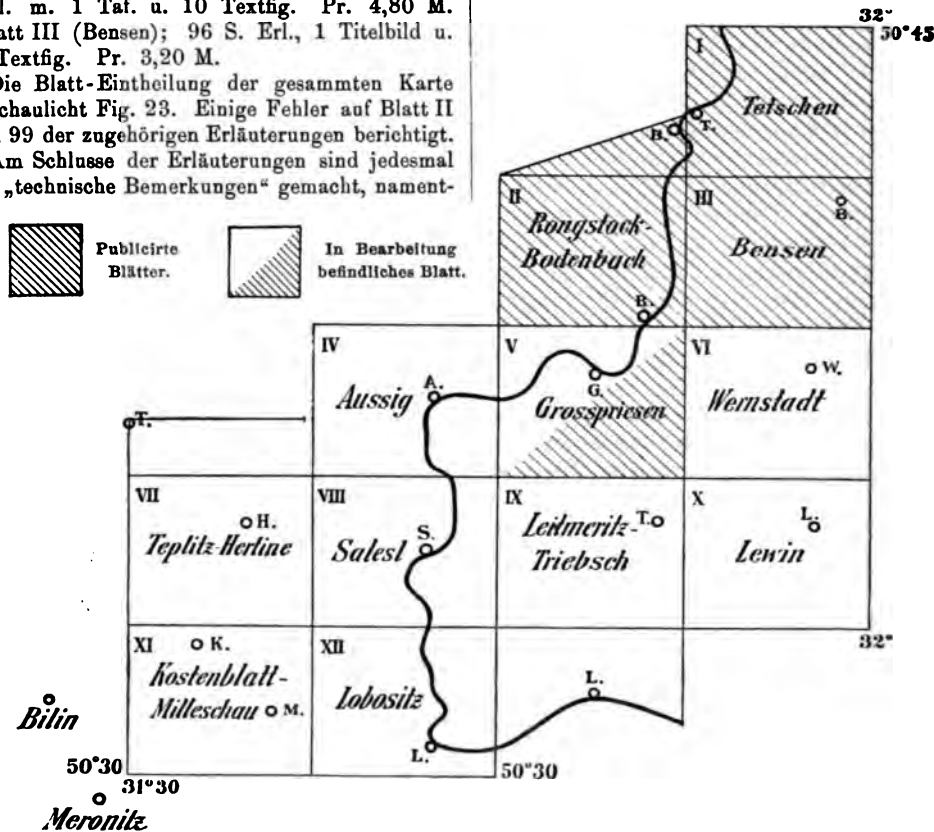 l. m. 1 Taf. u. 10 Textfig. Pr. 4,80 M.
att III (Bensen); 96 S. Erl., 1 Titelbild u.
Textfig. Pr. 3,20 M.
Die Blatt-Eintheilung der gesammten Karte
chaulicht Fig. 23. Einige Fehler auf Blatt II
99 der zugehörigen Erläuterungen berichtigt.
Am Schlusse der Erläuterungen sind jedesmal
„technische Bemerkungen“ gemacht, nament-
Publicirte
Blätter.
In Bearbeitung
befindliches Blatt.
32°
50°45
I
Tetschen
B.
T.
II
Rongstock-
Bodenbach
R.
III
B.
Bensen
IV
Aussig
A.
V
G.
Grosspriesen
VI
W.
Wernstadt
T.
VII
H.
Teplitz-Hertine
VIII
S.
Salesl
IX
Leitmeritz-
T.
Triebsch
X
L.
Lewin
32°
XI
K.
Kostenblatt-
Milleschau
M.
XII
Lobositz
L.
L.
Bilin
50°30
31°30
50°30
Meronitz